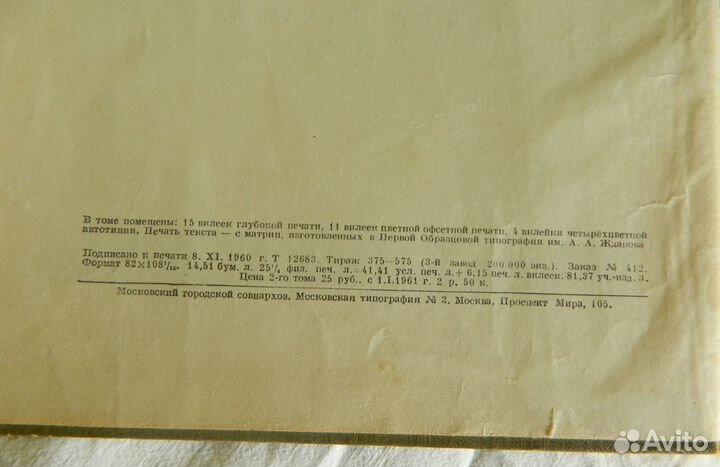 В томе помещены: 15 вклеек глубокой печати, 11 вклеек цветной офсетной печати, 4 вклейки четырёхцветной
автотипии. Печать текста — с матриц, изготовленных в Первой Образцовой типографии им. А. А. Жданова
Подписано к печати 8. XI. 1960 г. Т 12683. Тираж 375—575 (3-й завод 200 000 экз.). Заказ № 412.
Формат 82×108¹/₁₆. 14,51 бум. л. 25¼ физ. печ. л.=41,41 усл. печ. л.+ 6,15 печ. л. вклеек. 81,37 уч.-изд. л.
Цена 2-го тома 25 руб., с 1.I.1961 г. 2 р. 50 к.
Московский городской совнархоз. Московская типография № 2. Москва, Проспект Мира, 105.
Avito